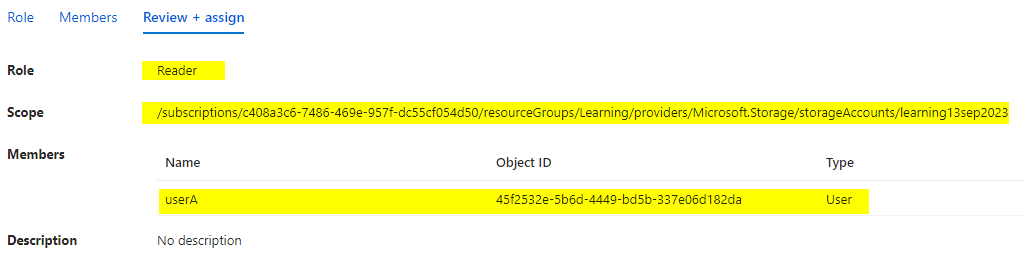 Role Members Review + assign
Role Reader
Scope /subscriptions/c408a3c6-7486-469e-957f-dc55cf054d50/resourceGroups/Learning/providers/Microsoft.Storage/storageAccounts/learning13sep2023
Members Name Object ID Type
userA 45f2532e-5b6d-4449-bd5b-337e06d182da User
Description No description